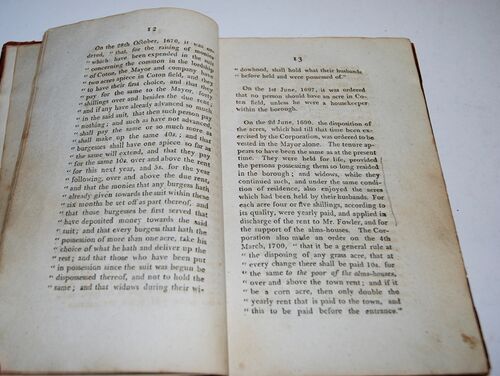 12
On the 28th October, 1670, it was ordered, "that, for the raising of monies
" which have been expended in the suit
" concerning the common in the lordship
" of Coton, the Mayor and company have
" two acres apiece in Coton field, and they
" to have their first choice, and they
" pay for the same to the Mayor, forty
" shillings over and besides the due rent,
" and if any have already advanced so much
" in the said suit, that then such person pay
" nothing; and such as have not advanced
" shall pay the same or so much more as
" shall make up the same 40s.; and that
" burgesses shall have one apiece so far as
" the same will extend, and that they pay
" for the same 10s. over and above the rent
" for this next year, and 3s. for the year
" following, over and above the due rent,
" and that the monies that any burgess hath
" already given towards the suit within these
" six months be set off as part thereof, and
" that those burgesses be first served that
" have deposited money towards the said
" suit; and that every burgess that hath the
" possession of more than one acre, take his
" choice of what he hath and deliver up the
" rest; and that those who have been put
" in possession since the suit was begun be
" dispossessed thereof, and not to hold the
" same; and that widows during their wi-
13
" dowhood, shall hold what their husbands
" before held and were possessed of."
On the 1st June, 1697, it was ordered
that no person should have an acre in Co-
ton field, unless he were a housekeeper
within the borough.
On the 2d June, 1699, the disposition of
the acres, which had till that time been exer-
cised by the Corporation, was ordered to be
vested in the Mayor alone. The tenure ap-
pears to have been the same as at the present
time. They were held for life, provided
the persons possessing them so long resided
in the borough; and widows, while they
continued such, and under the same condi-
tion of residence, also enjoyed the acres
which had been held by their husbands. For
each acre four or five shillings, according to
its quality, were yearly paid, and applied in
discharge of the rent to Mr. Fowler, and for
the support of the alms-houses. The Cor-
poration also made an order on the 4th
March, 1700, "that it be a general rule at
" the disposing of any grass acre, that at
" every change there shall be paid 10s. for
" the same to the poor of the alms-houses,
" over and above the town rent; and if it
" be a corn acre, then only double the
" yearly rent that is paid to the town, and
" this to be paid before the entrance."